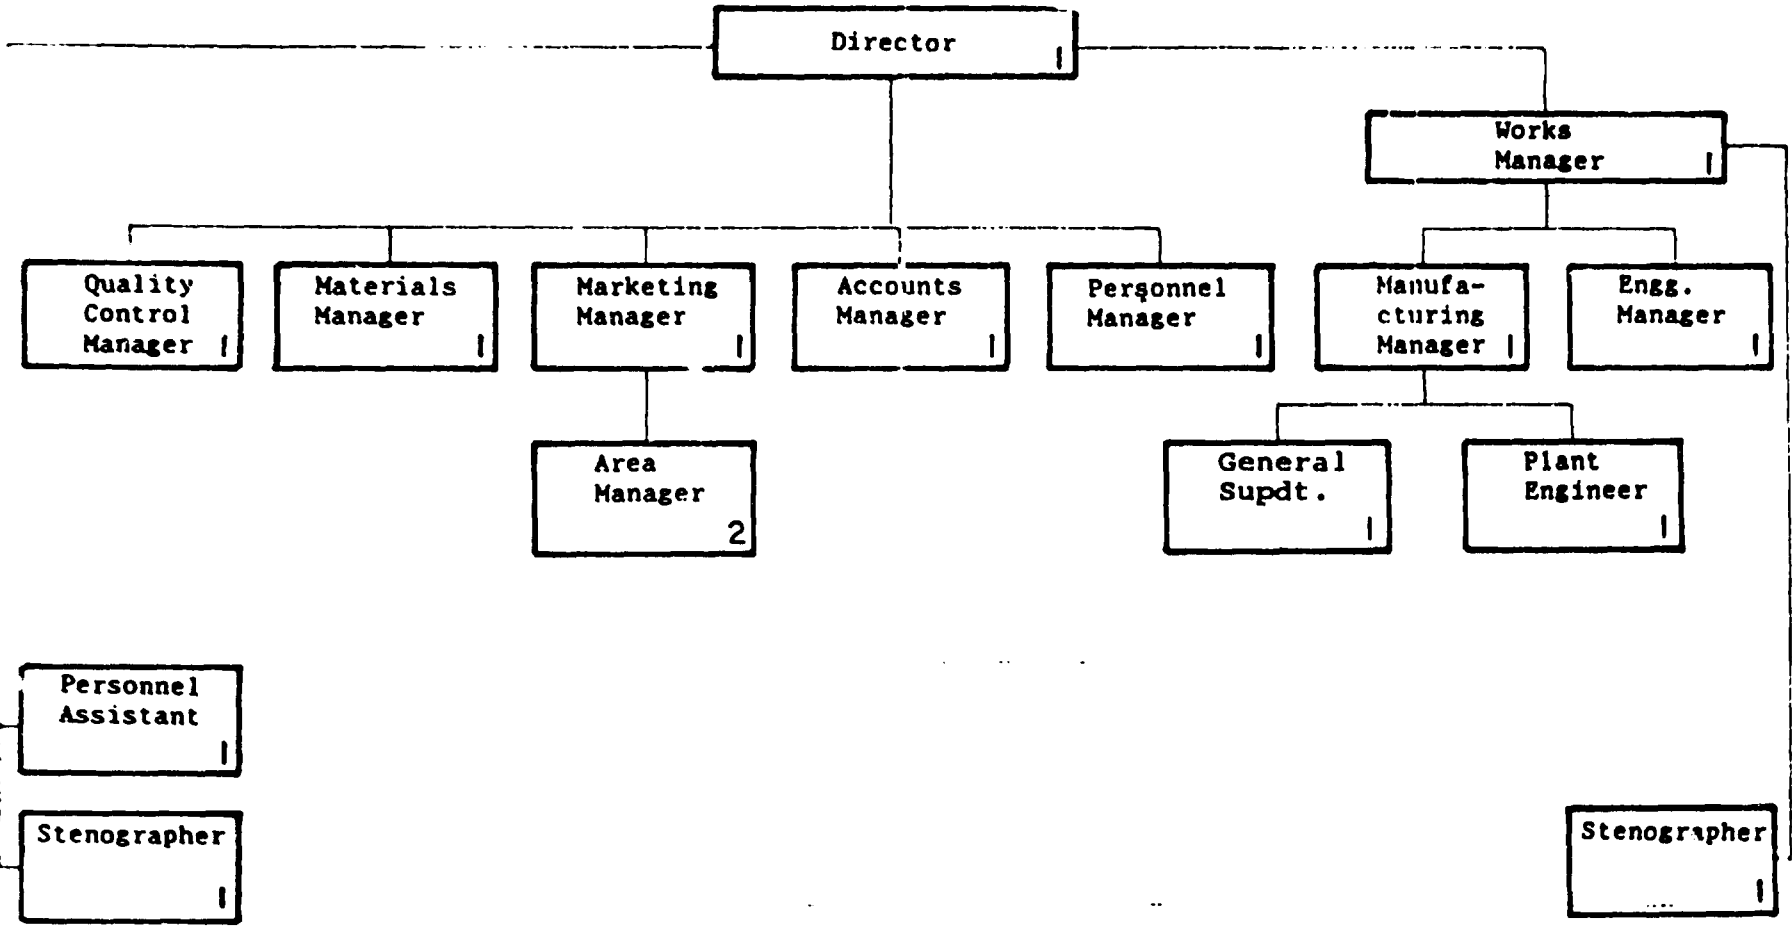 Director
1
Works
Manager
1
Quality
Control
Manager 1
Materials
Manager
1
Marketing
Manager
1
Accounts
Manager
1
Personnel
Manager
1
Manufa-
cturing
Manager 1
Engg.
Manager
1
Area
Manager
2
General
Supdt.
1
Plant
Engineer
1
Personnel
Assistant
1
Stenographer
1
Stenographer
1